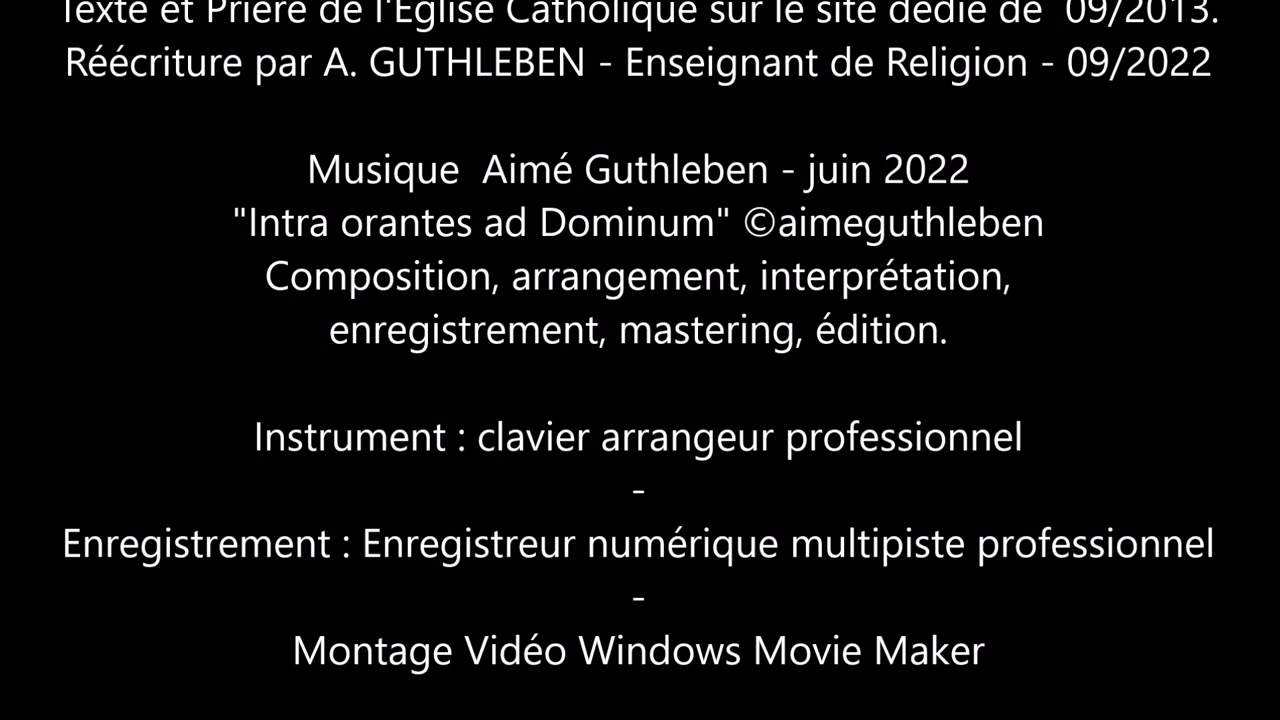 Texte et Prière de l'Eglise Catholique sur le site dédié de  09/2013.
Réécriture par A. GUTHLEBEN - Enseignant de Religion - 09/2022
Musique  Aimé Guthleben - juin 2022
"Intra orantes ad Dominum" ©aimeguthleben
Composition, arrangement, interprétation,
enregistrement, mastering, édition.
Instrument : clavier arrangeur professionnel
-
Enregistrement : Enregistreur numérique multipiste professionnel
-
Montage Vidéo Windows Movie Maker